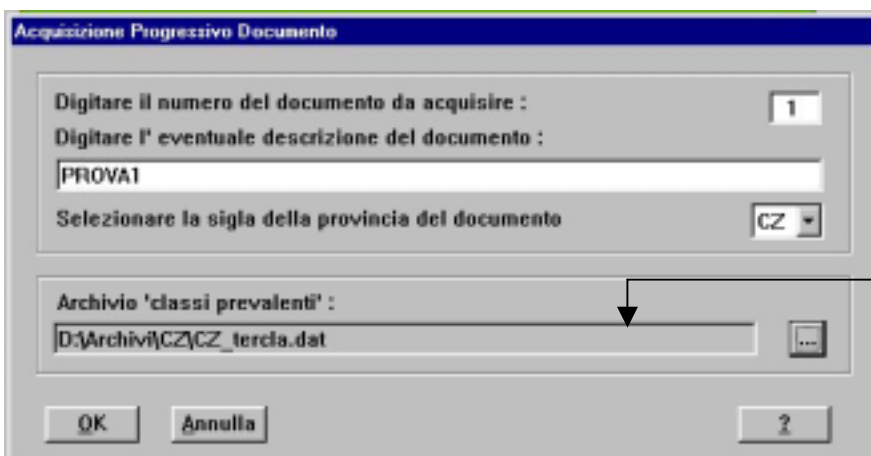 Acquisizione Progressivo Documento
Digitare il numero del documento da acquisire : 1
Digitare l' eventuale descrizione del documento :
PROVA1
Selezionare la sigla della provincia del documento CZ
Archivio 'classi prevalenti' :
D:\Archivi\CZ\CZ_tercla.dat ...
OK Annulla ?